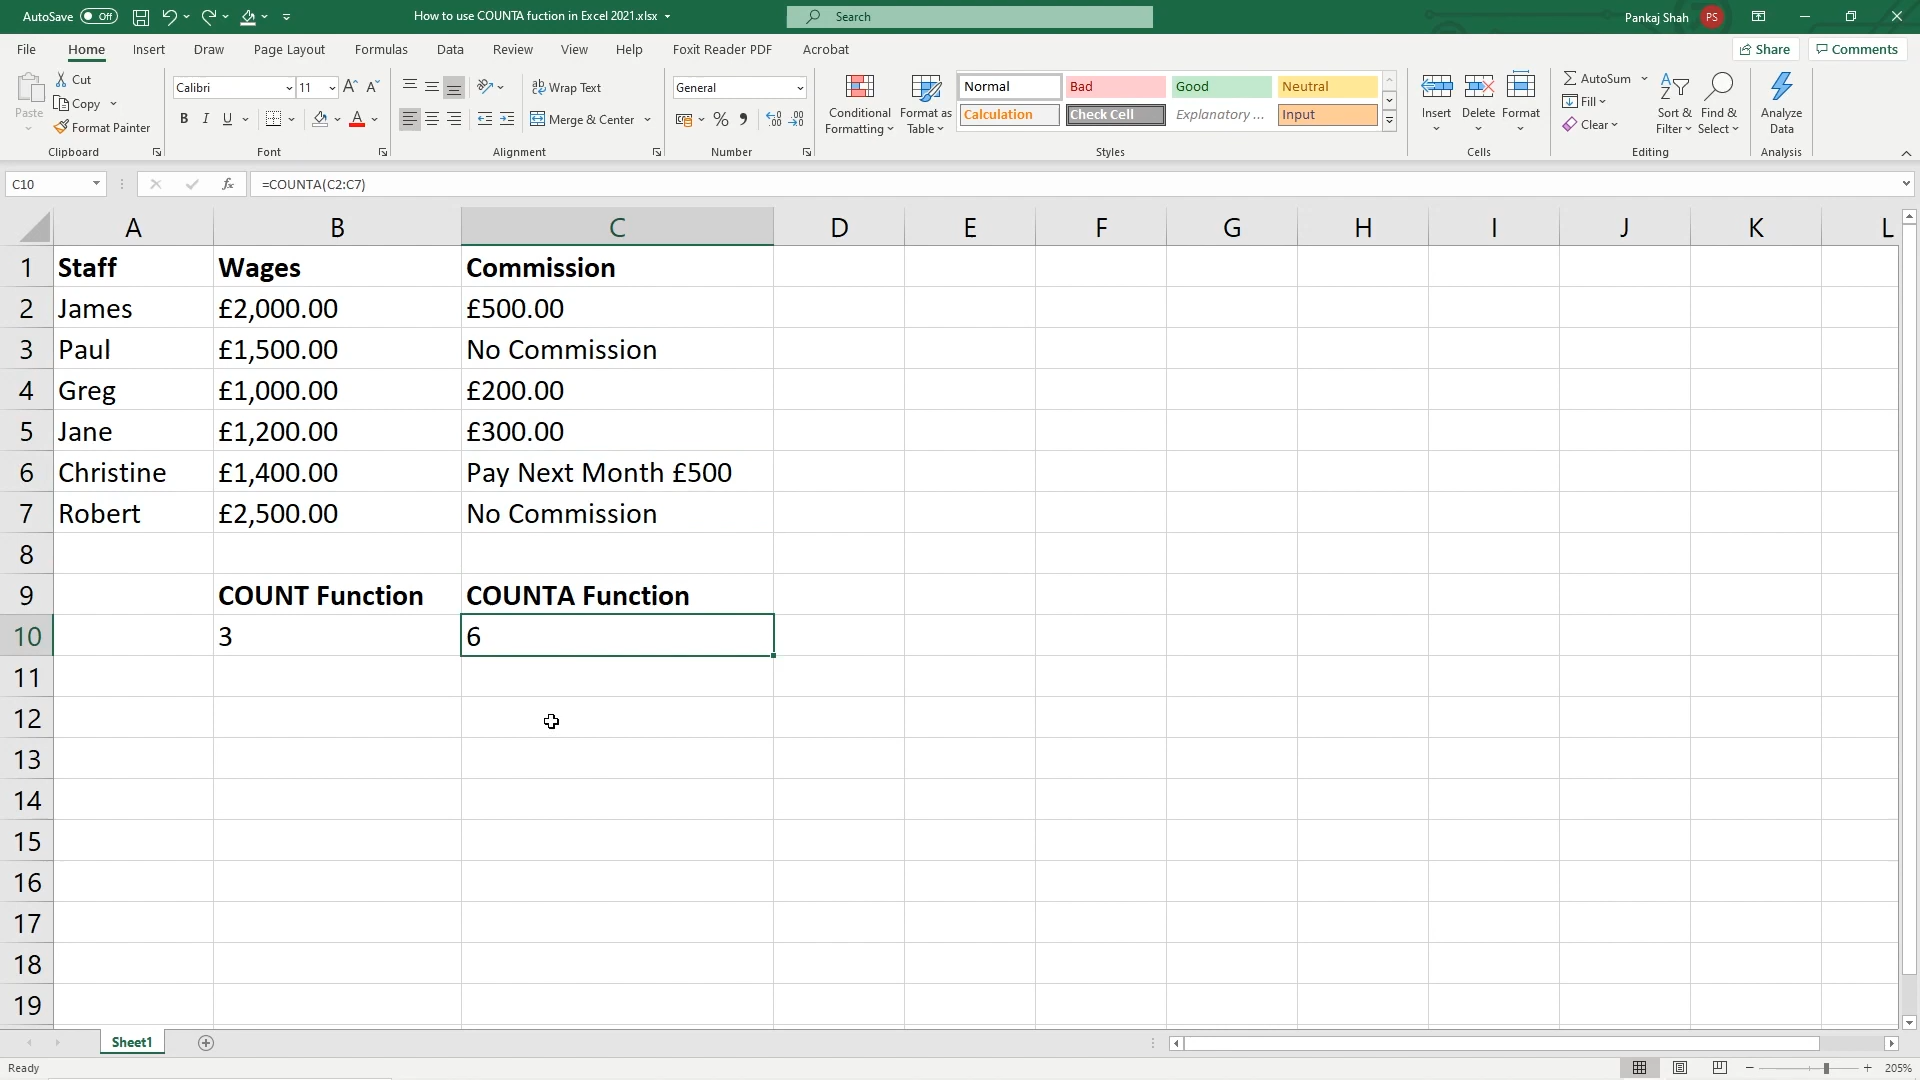 AutoSave Off How to use COUNTA fuction in Excel 2021.xlsx Search Pankaj Shah PS
File Home Insert Draw Page Layout Formulas Data Review View Help Foxit Reader PDF Acrobat Share Comments
Paste
Cut
Copy
Format Painter
Clipboard
Calibri 11
B I U
Font
Wrap Text
Merge & Center
Alignment
General
Number
Conditional Formatting
Format as Table
Normal Bad Good Neutral
Calculation Check Cell Explanatory ... Input
Styles
Insert Delete Format
Cells
AutoSum
Fill
Clear
Sort & Filter
Find & Select
Editing
Analyze Data
Analysis
C10 fx =COUNTA(C2:C7)
A B C D E F G H I J K L
1 Staff Wages Commission
2 James £2,000.00 £500.00
3 Paul £1,500.00 No Commission
4 Greg £1,000.00 £200.00
5 Jane £1,200.00 £300.00
6 Christine £1,400.00 Pay Next Month £500
7 Robert £2,500.00 No Commission
8
9 COUNT Function COUNTA Function
10 3 6
11
12
13
14
15
16
17
18
19
Sheet1
Ready 205%